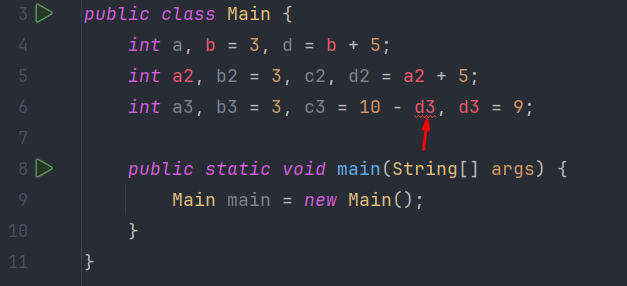 3 public class Main {
4 int a, b = 3, d = b + 5;
5 int a2, b2 = 3, c2, d2 = a2 + 5;
6 int a3, b3 = 3, c3 = 10 - d3, d3 = 9;
7
8 public static void main(String[] args) {
9 Main main = new Main();
10 }
11 }